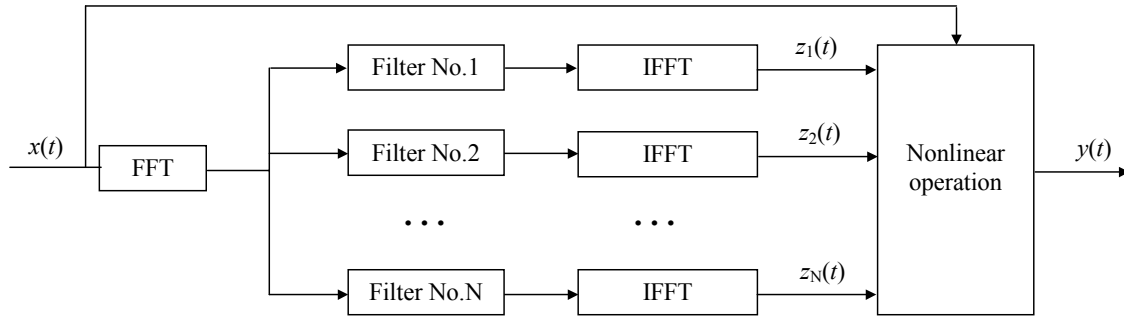 x(t)
FFT
Filter No.1
IFFT
z1(t)
Filter No.2
IFFT
z2(t)
...
...
Filter No.N
IFFT
zN(t)
Nonlinear
operation
y(t)